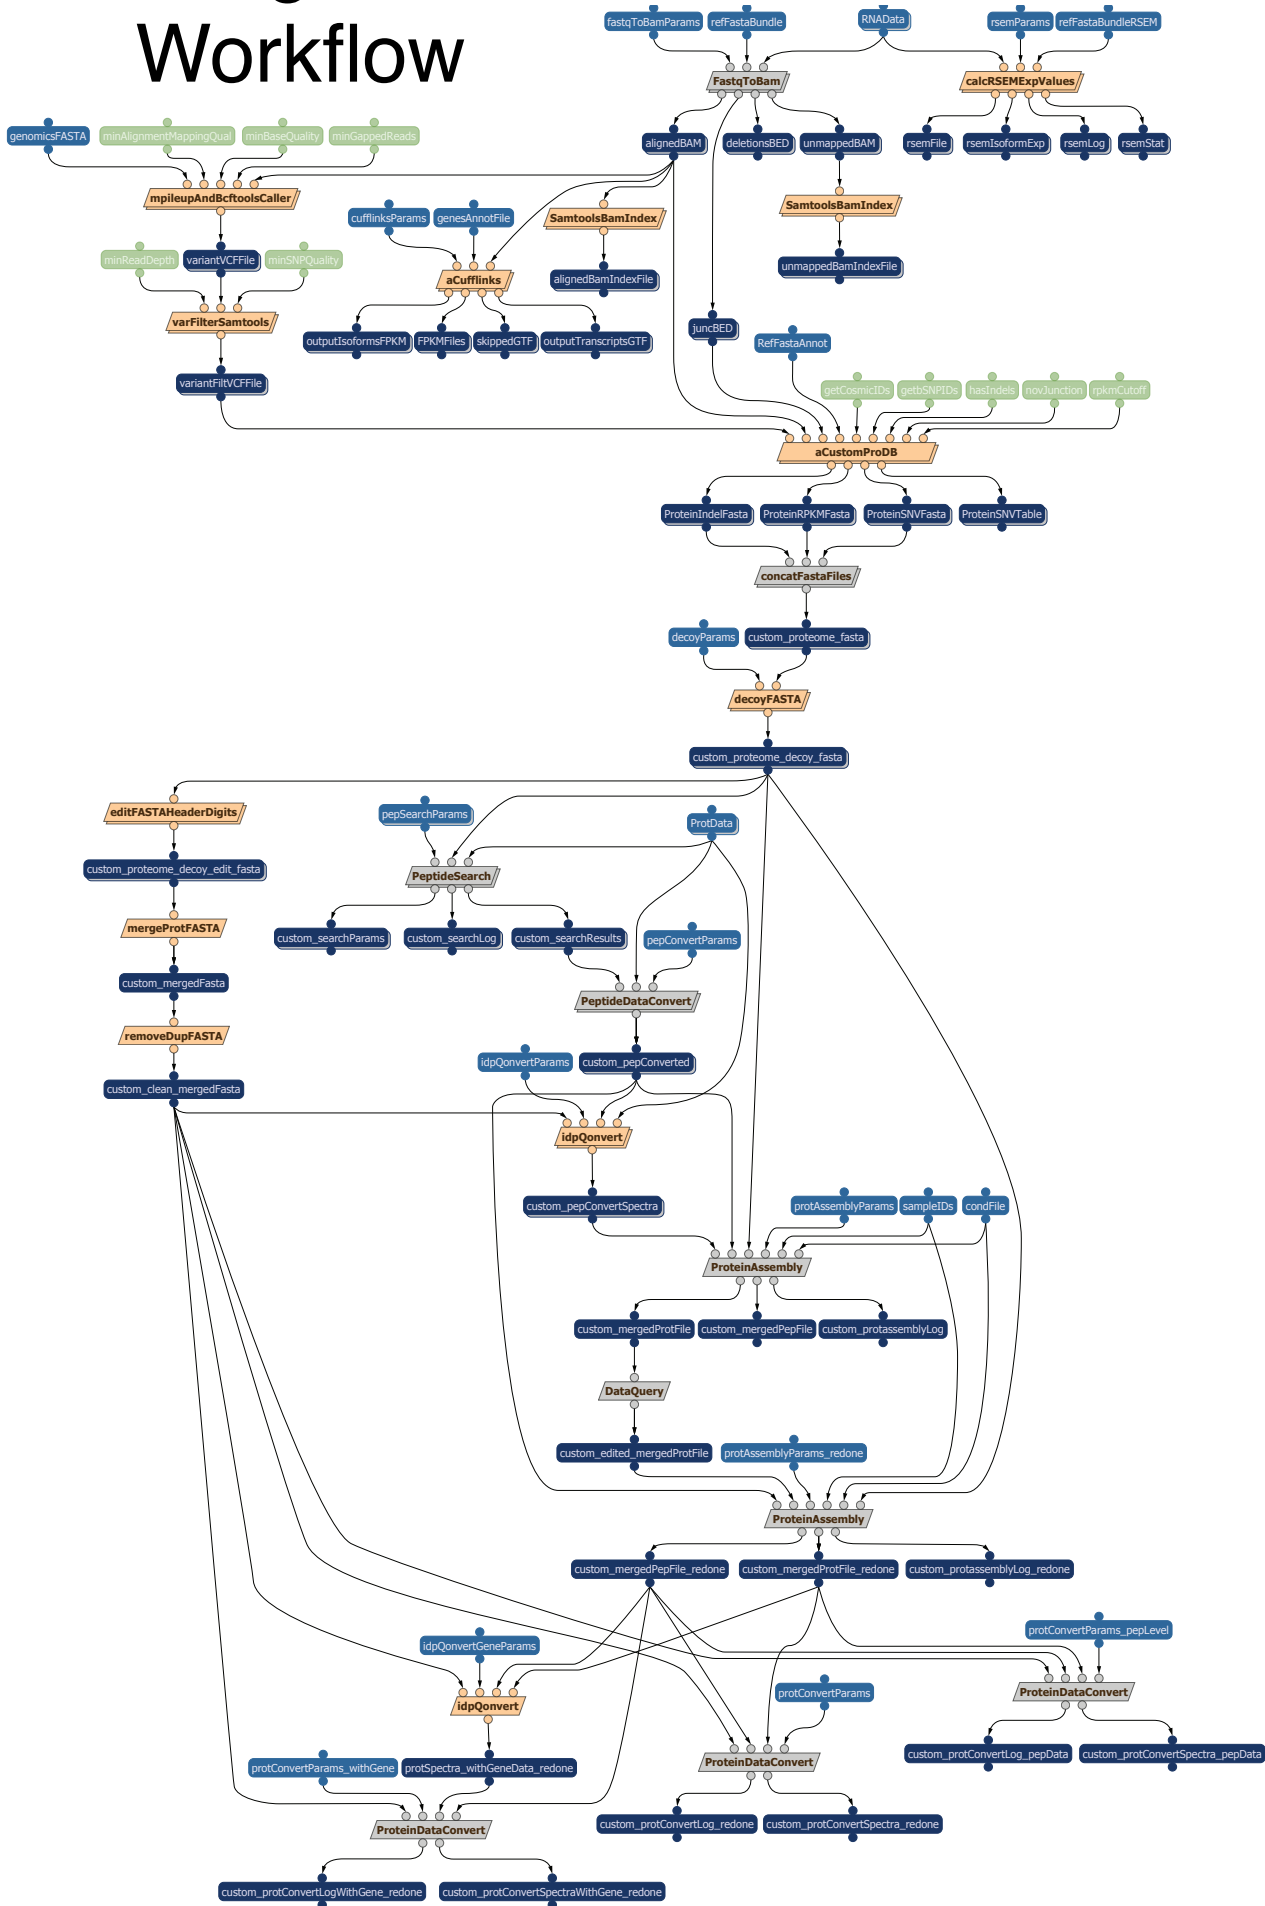 Workflow
fastqToBamParams refFastaBundle RNAData rsemParams refFastaBundleRSEM
FastqToBam calcRSEMExpValues
genomicsFASTA minAlignmentMappingQual minBaseQuality minGappedReads alignedBAM deletionsBED unmappedBAM rsemFile rsemIsoformExp rsemLog rsemStat
mpileupAndBcftoolsCaller cufflinksParams genesAnnotFile SamtoolsBamIndex SamtoolsBamIndex
minReadDepth variantVCFFile minSNPQuality aCufflinks alignedBamIndexFile unmappedBamIndexFile
varFilterSamtools outputIsoformsFPKM FPKMFiles skippedGTF outputTranscriptsGTF juncBED RefFastaAnnot
variantFiltVCFFile getCosmicIDs getbSNPIDs hasIndels novJunction rpkmCutoff
aCustomProDB
ProteinIndelFasta ProteinRPKMFasta ProteinSNVFasta ProteinSNVTable
concatFastaFiles
decoyParams custom_proteome_fasta
decoyFASTA
custom_proteome_decoy_fasta
editFASTAHeaderDigits pepSearchParams ProtData
custom_proteome_decoy_edit_fasta PeptideSearch
mergeProtFASTA custom_searchParams custom_searchLog custom_searchResults pepConvertParams
custom_mergedFasta PeptideDataConvert
removeDupFASTA idpQonvertParams custom_pepConverted
custom_clean_mergedFasta
idpQonvert
custom_pepConvertSpectra protAssemblyParams sampleIDs condFile
ProteinAssembly
custom_mergedProtFile custom_mergedPepFile custom_protassemblyLog
DataQuery
custom_edited_mergedProtFile protAssemblyParams_redone
ProteinAssembly
custom_mergedPepFile_redone custom_mergedProtFile_redone custom_protassemblyLog_redone
idpQonvertGeneParams protConvertParams_pepLevel
idpQonvert protConvertParams ProteinDataConvert
protConvertParams_withGene protSpectra_withGeneData_redone ProteinDataConvert custom_protConvertLog_pepData custom_protConvertSpectra_pepData
ProteinDataConvert custom_protConvertLog_redone custom_protConvertSpectra_redone
custom_protConvertLogWithGene_redone custom_protConvertSpectraWithGene_redone